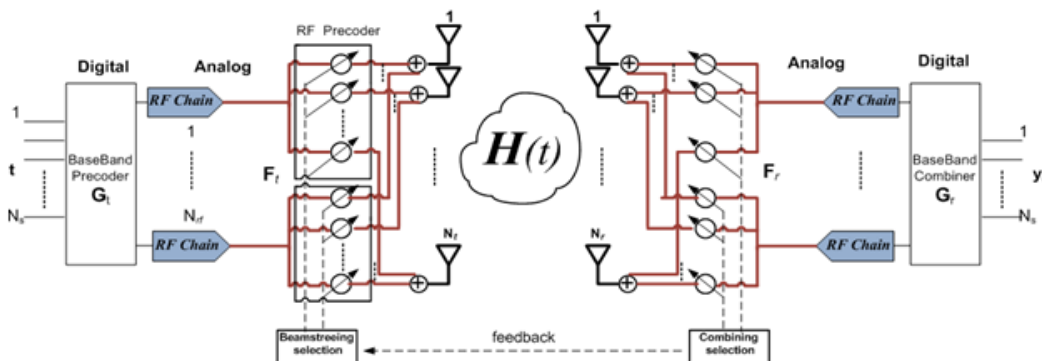 1
1
RF Precoder
Digital
Analog
Analog
Digital
RF Chain
RF Chain
1
1
1
1
BaseBand
Precoder
G_t
t
F_t
H(t)
F_r
BaseBand
Combiner
G_r
y
N_s
N_rf
N_t
N_r
N_s
RF Chain
RF Chain
Beamstreeing
selection
feedback
Combining
selection